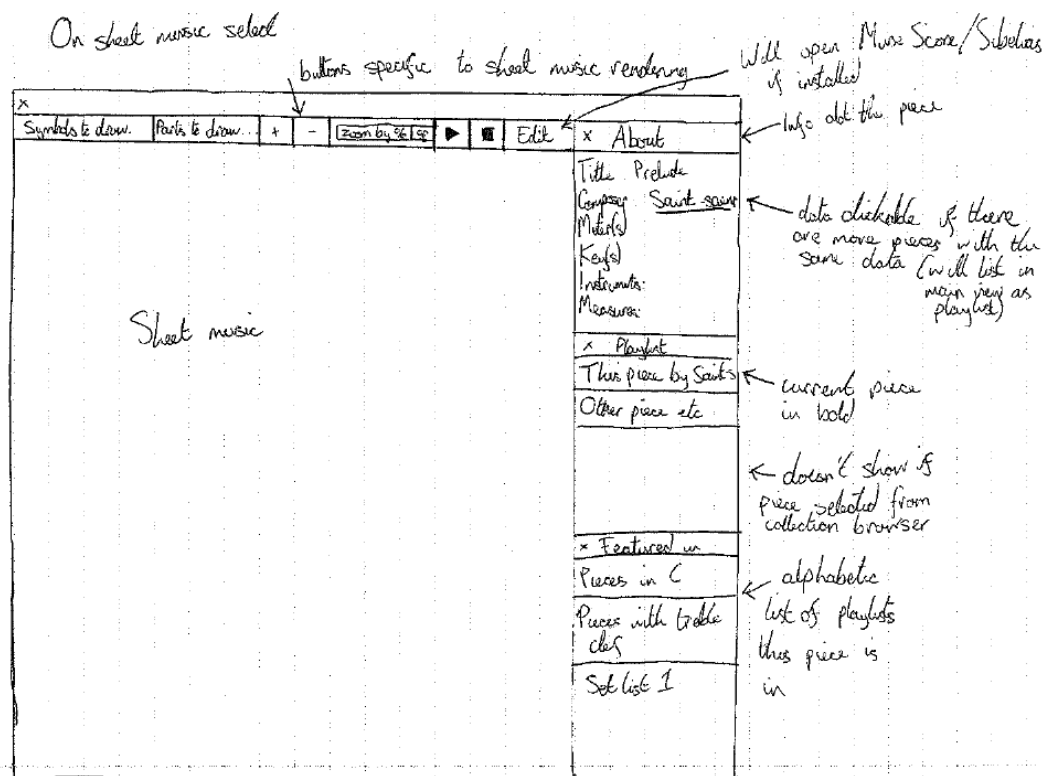 On sheet music select
buttons specific to sheet music rendering
Will open MuseScore/Sibelius
if installed
Info abt the piece
x
Symbols to draw..
Parts to draw..
+
-
zoom by %
▶
■
Edit
x About
Title Prelude
Composer Saint-saens
Meter(s)
Key(s)
Instruments:
Measures:
data clickable if there
are more pieces with the
same data (will list in
main view as
playlist)
Sheet music
x Playlist
This piece by Saint S
Other piece etc
current piece
in bold
doesn't show if
piece selected from
collection browser
x Featured in
Pieces in C
Pieces with treble
clef
Set list 1
alphabetic
list of playlists
this piece is
in